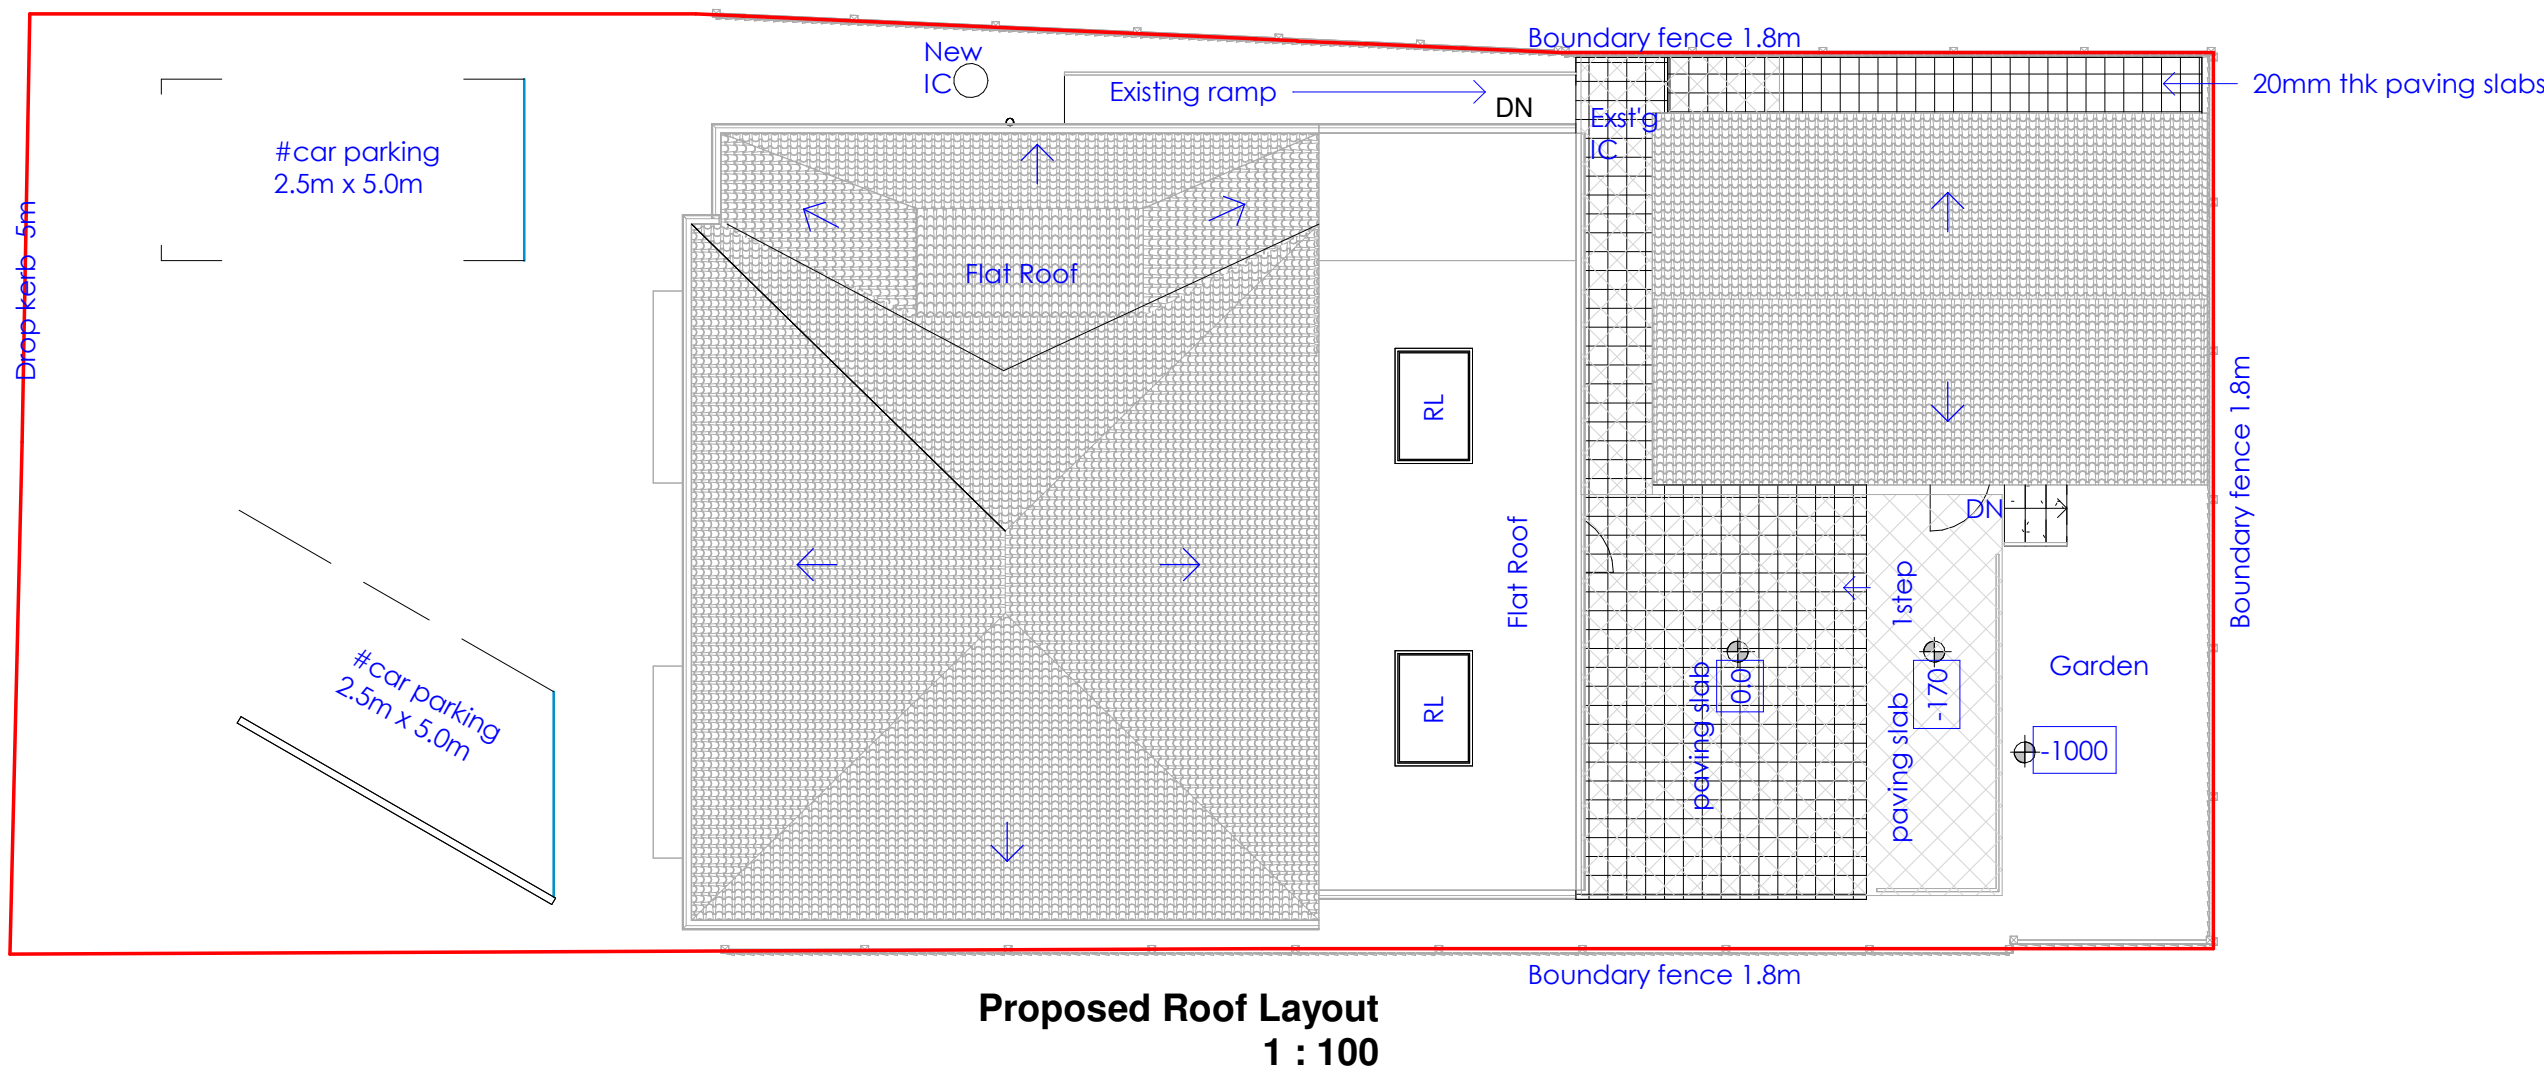 Boundary fence 1.8m
New
IC
Existing ramp
DN
20mm thk paving slabs
Exst'g
IC
#car parking
2.5m x 5.0m
Drop kerb 5m
Flat Roof
RL
Boundary fence 1.8m
DN
Flat Roof
1step
#car parking
2.5m x 5.0m
RL
paving slab
0.0
-170
paving slab
Garden
-1000
Boundary fence 1.8m
Proposed Roof Layout
1 : 100